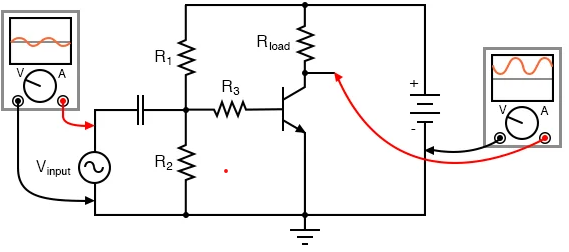 V A
R1
Rload
R3
+
-
V A
Vinput
R2